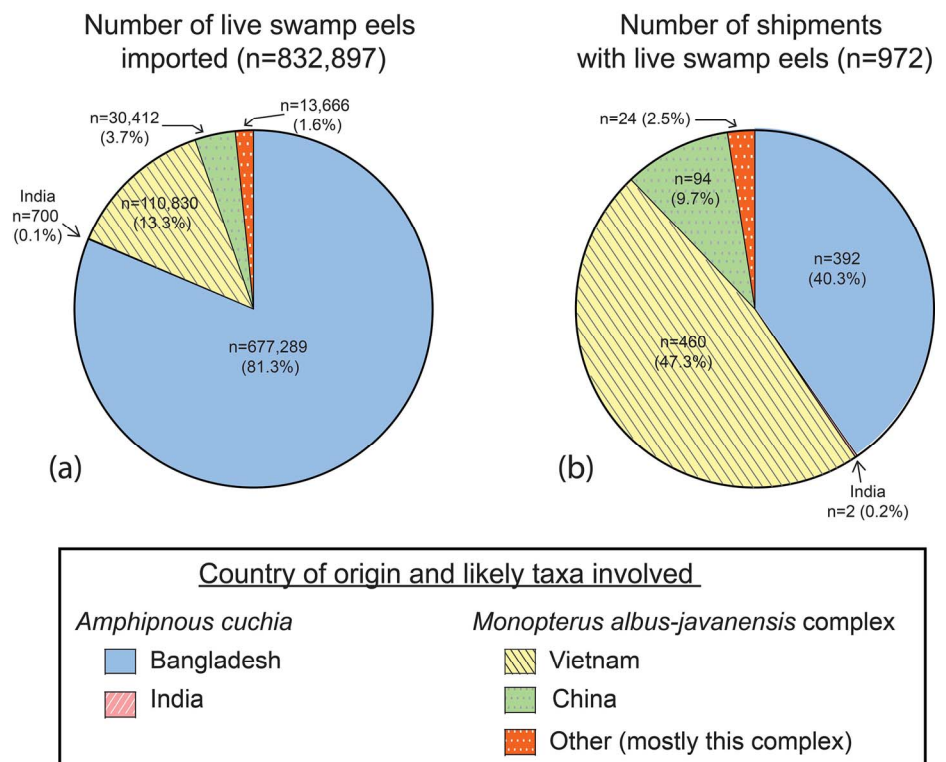 Number of live swamp eels
imported (n=832,897)
Number of shipments
with live swamp eels (n=972)
n=13,666
(1.6%)
n=30,412
(3.7%)
n=110,830
(13.3%)
India
n=700
(0.1%)
n=677,289
(81.3%)
(a)
n=24 (2.5%)
n=94
(9.7%)
n=392
(40.3%)
n=460
(47.3%)
(b)
India
n=2 (0.2%)
Country of origin and likely taxa involved
Amphipnous cuchia
Bangladesh
India
Monopterus albus-javanensis complex
Vietnam
China
Other (mostly this complex)